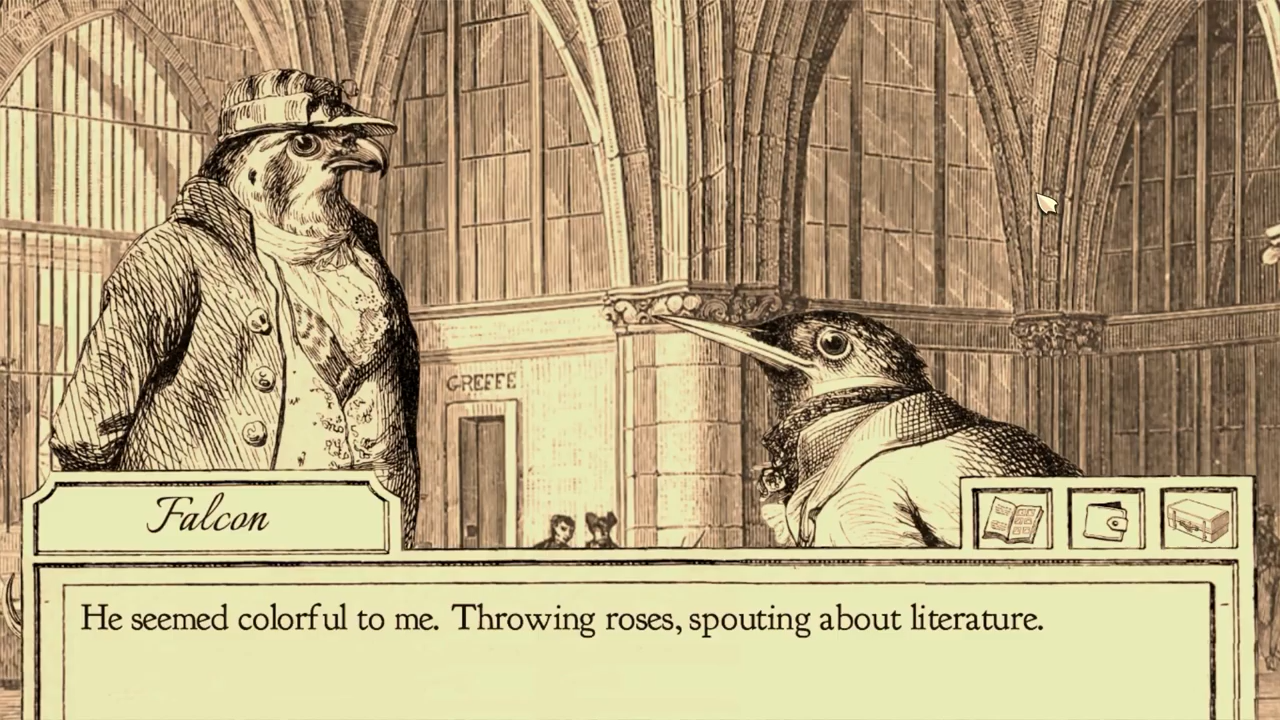 GREFFE
Falcon
He seemed colorful to me. Throwing roses, spouting about literature.